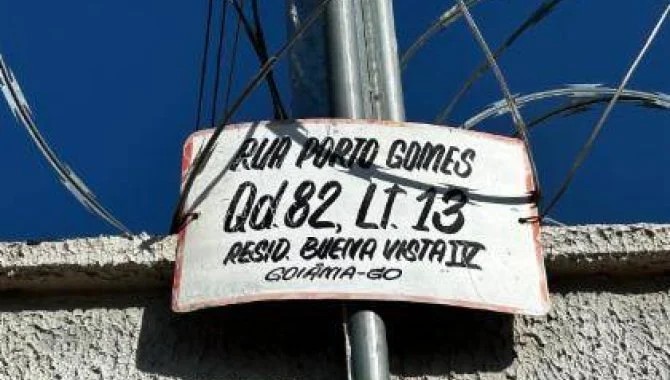 RUA PORTO GOMES
Qd.82, Lt. 13
RESID. BUENA VISTA IV
GOIÂNIA-GO